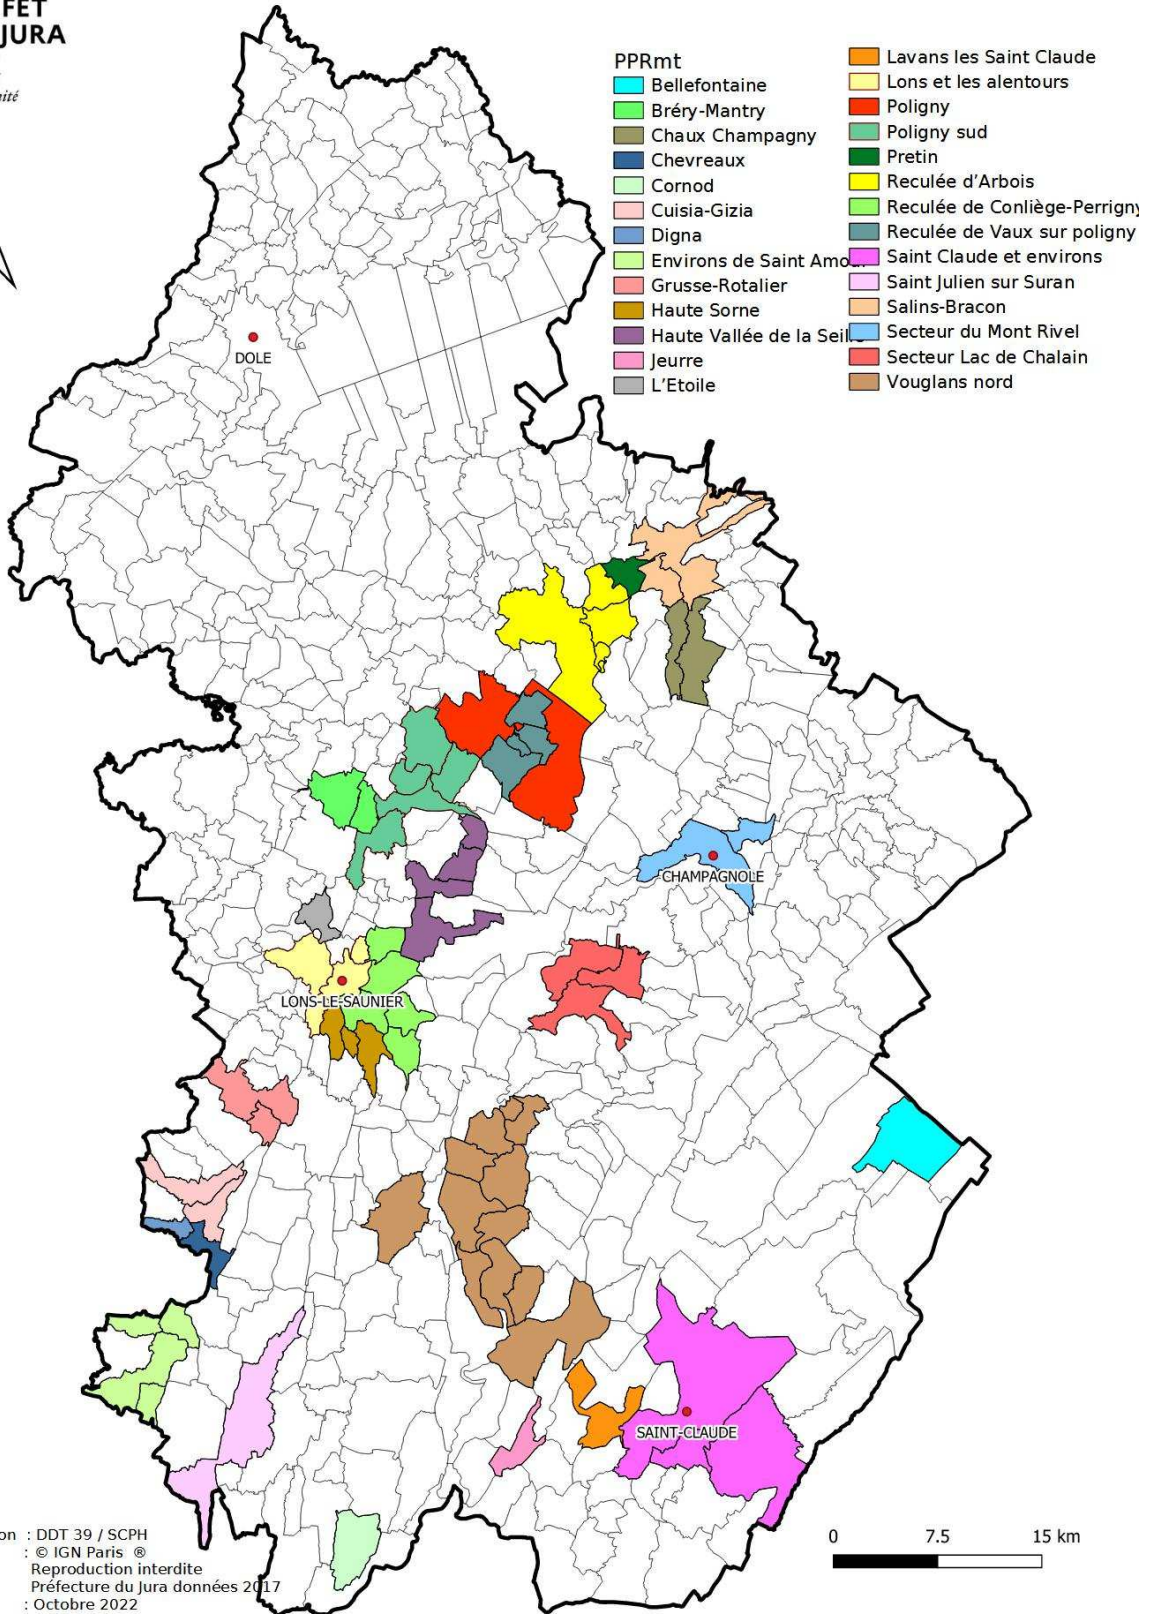 FET
JURA
PPRmt
Bellefontaine
Bréry-Mantry
Chaux Champagny
Chevreaux
Cornod
Cuisia-Gizia
Digna
Environs de Saint Amo
Grusse-Rotalier
Haute Sorne
Haute Vallée de la Seil
Jeurre
L'Etoile
Lavans les Saint Claude
Lons et les alentours
Poligny
Poligny sud
Pretin
Reculée d'Arbois
Reculée de Conliège-Perrigny
Reculée de Vaux sur poligny
Saint Claude et environs
Saint Julien sur Suran
Salins-Bracon
Secteur du Mont Rivel
Secteur Lac de Chalain
Vouglans nord
DOLE
CHAMPAGNOLE
LONS-LE-SAUNIER
SAINT-CLAUDE
on : DDT 39 / SCPH
: © IGN Paris ®
Reproduction interdite
Préfecture du Jura données 2017
: Octobre 2022
0 7.5 15 km